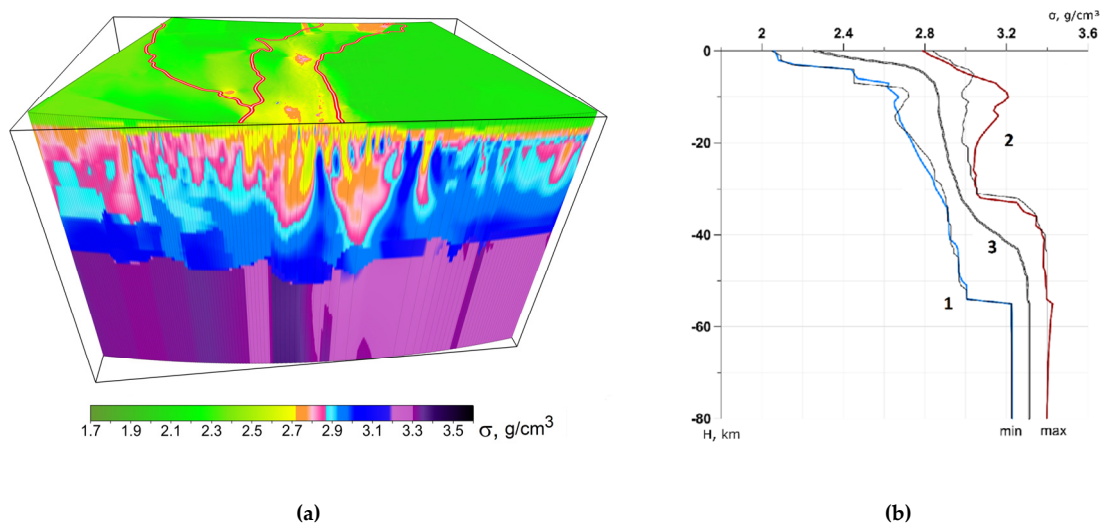 σ, g/cm³
2 2.4 2.8 3.2 3.6
0
-20
-40
-60
-80
H, km
2
3
1
min max
1.7 1.9 2.1 2.3 2.5 2.7 2.9 3.1 3.3 3.5 σ, g/cm³
(a) (b)